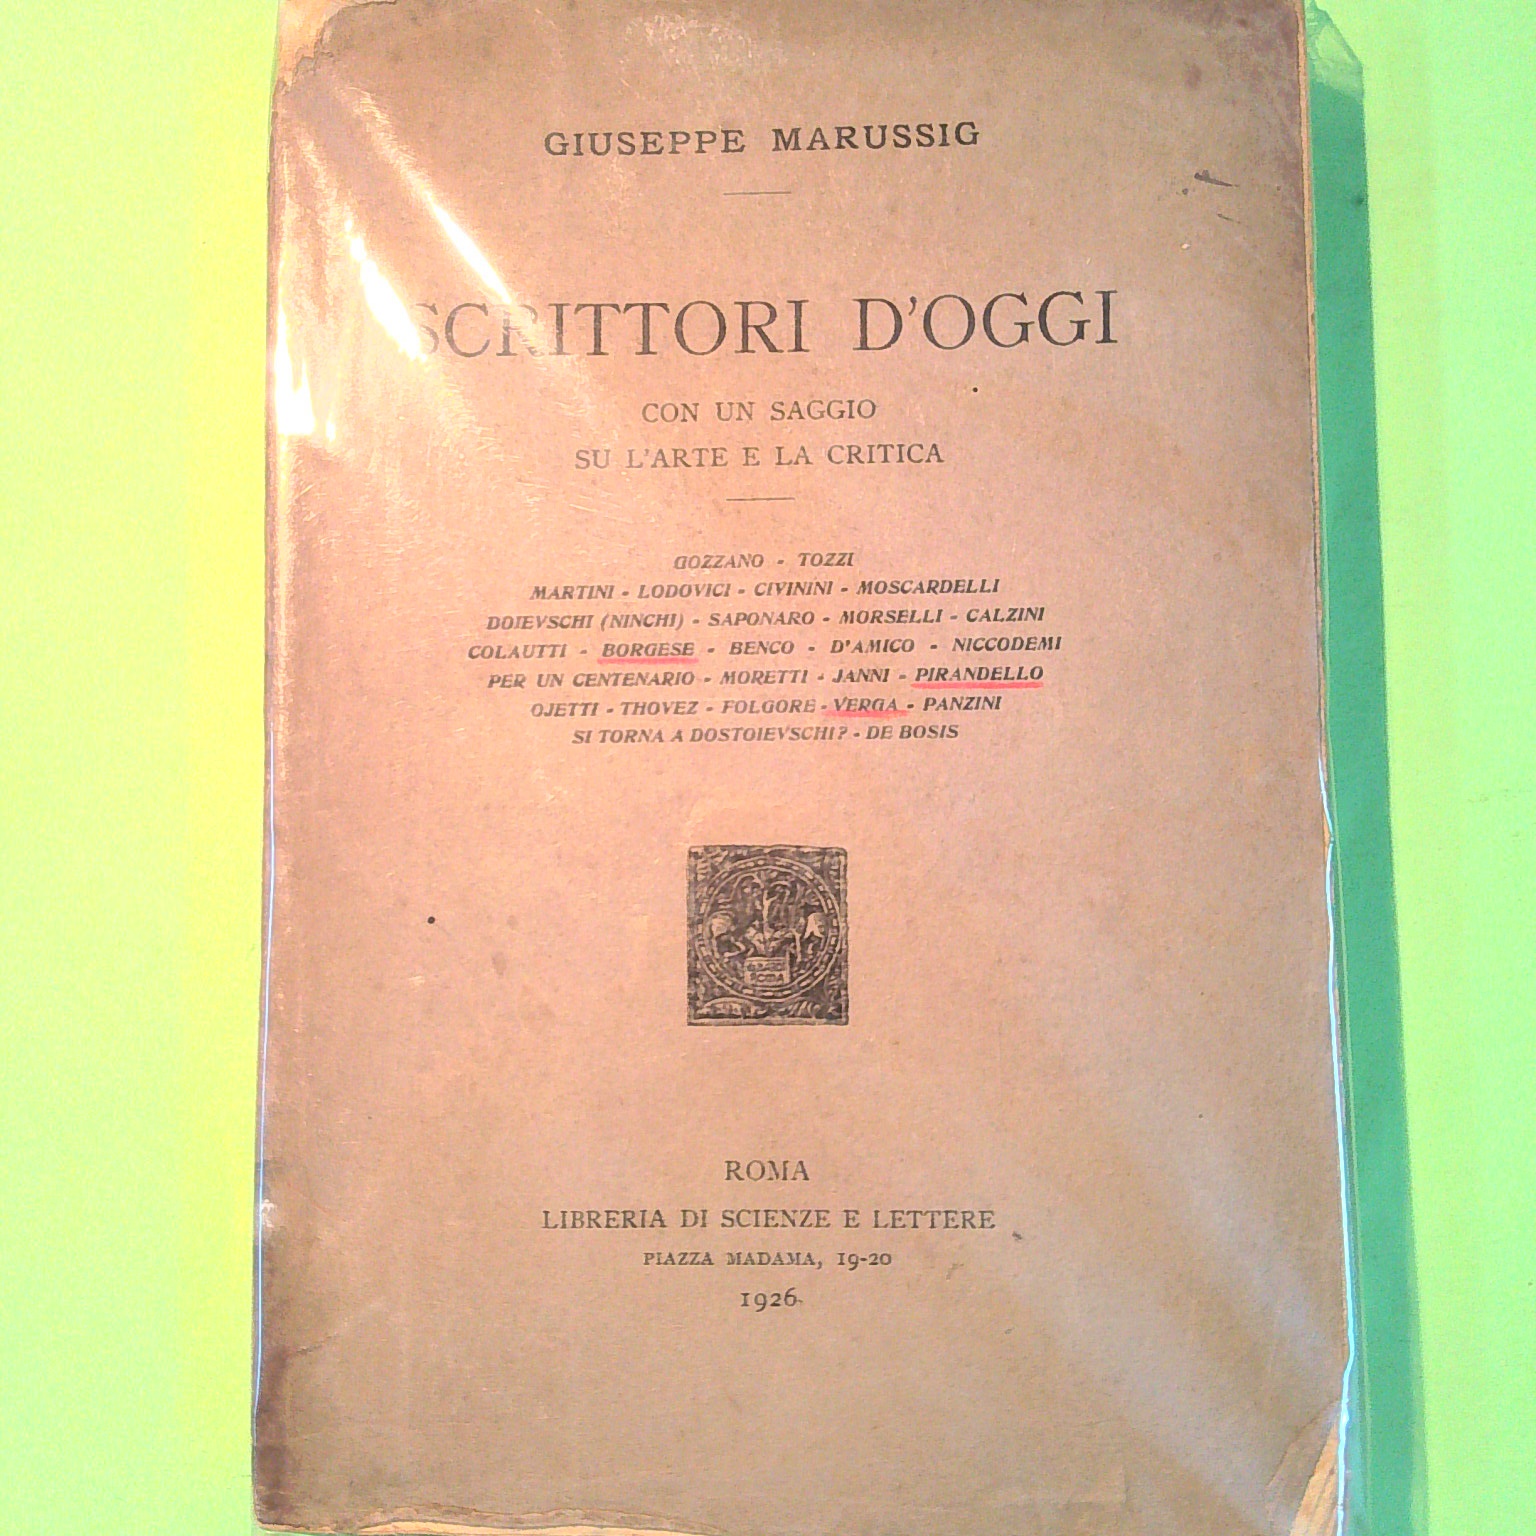 GIUSEPPE MARUSSIG
SCRITTORI D'OGGI
CON UN SAGGIO
SU L'ARTE E LA CRITICA
GOZZANO - TOZZI
MARTINI - LODOVICI - CIVININI - MOSCARDELLI
DOIEVSCHI (NINCHI) - SAPONARO - MORSELLI - CALZINI
COLAUTTI - BORGESE - BENCO - D'AMICO - NICCODEMI
PER UN CENTENARIO - MORETTI - JANNI - PIRANDELLO
OJETTI - THOVEZ - FOLGORE - VERGA - PANZINI
SI TORNA A DOSTOIEVSCHI? - DE BOSIS
ROMA
ROMA
LIBRERIA DI SCIENZE E LETTERE
PIAZZA MADAMA, 19-20
1926